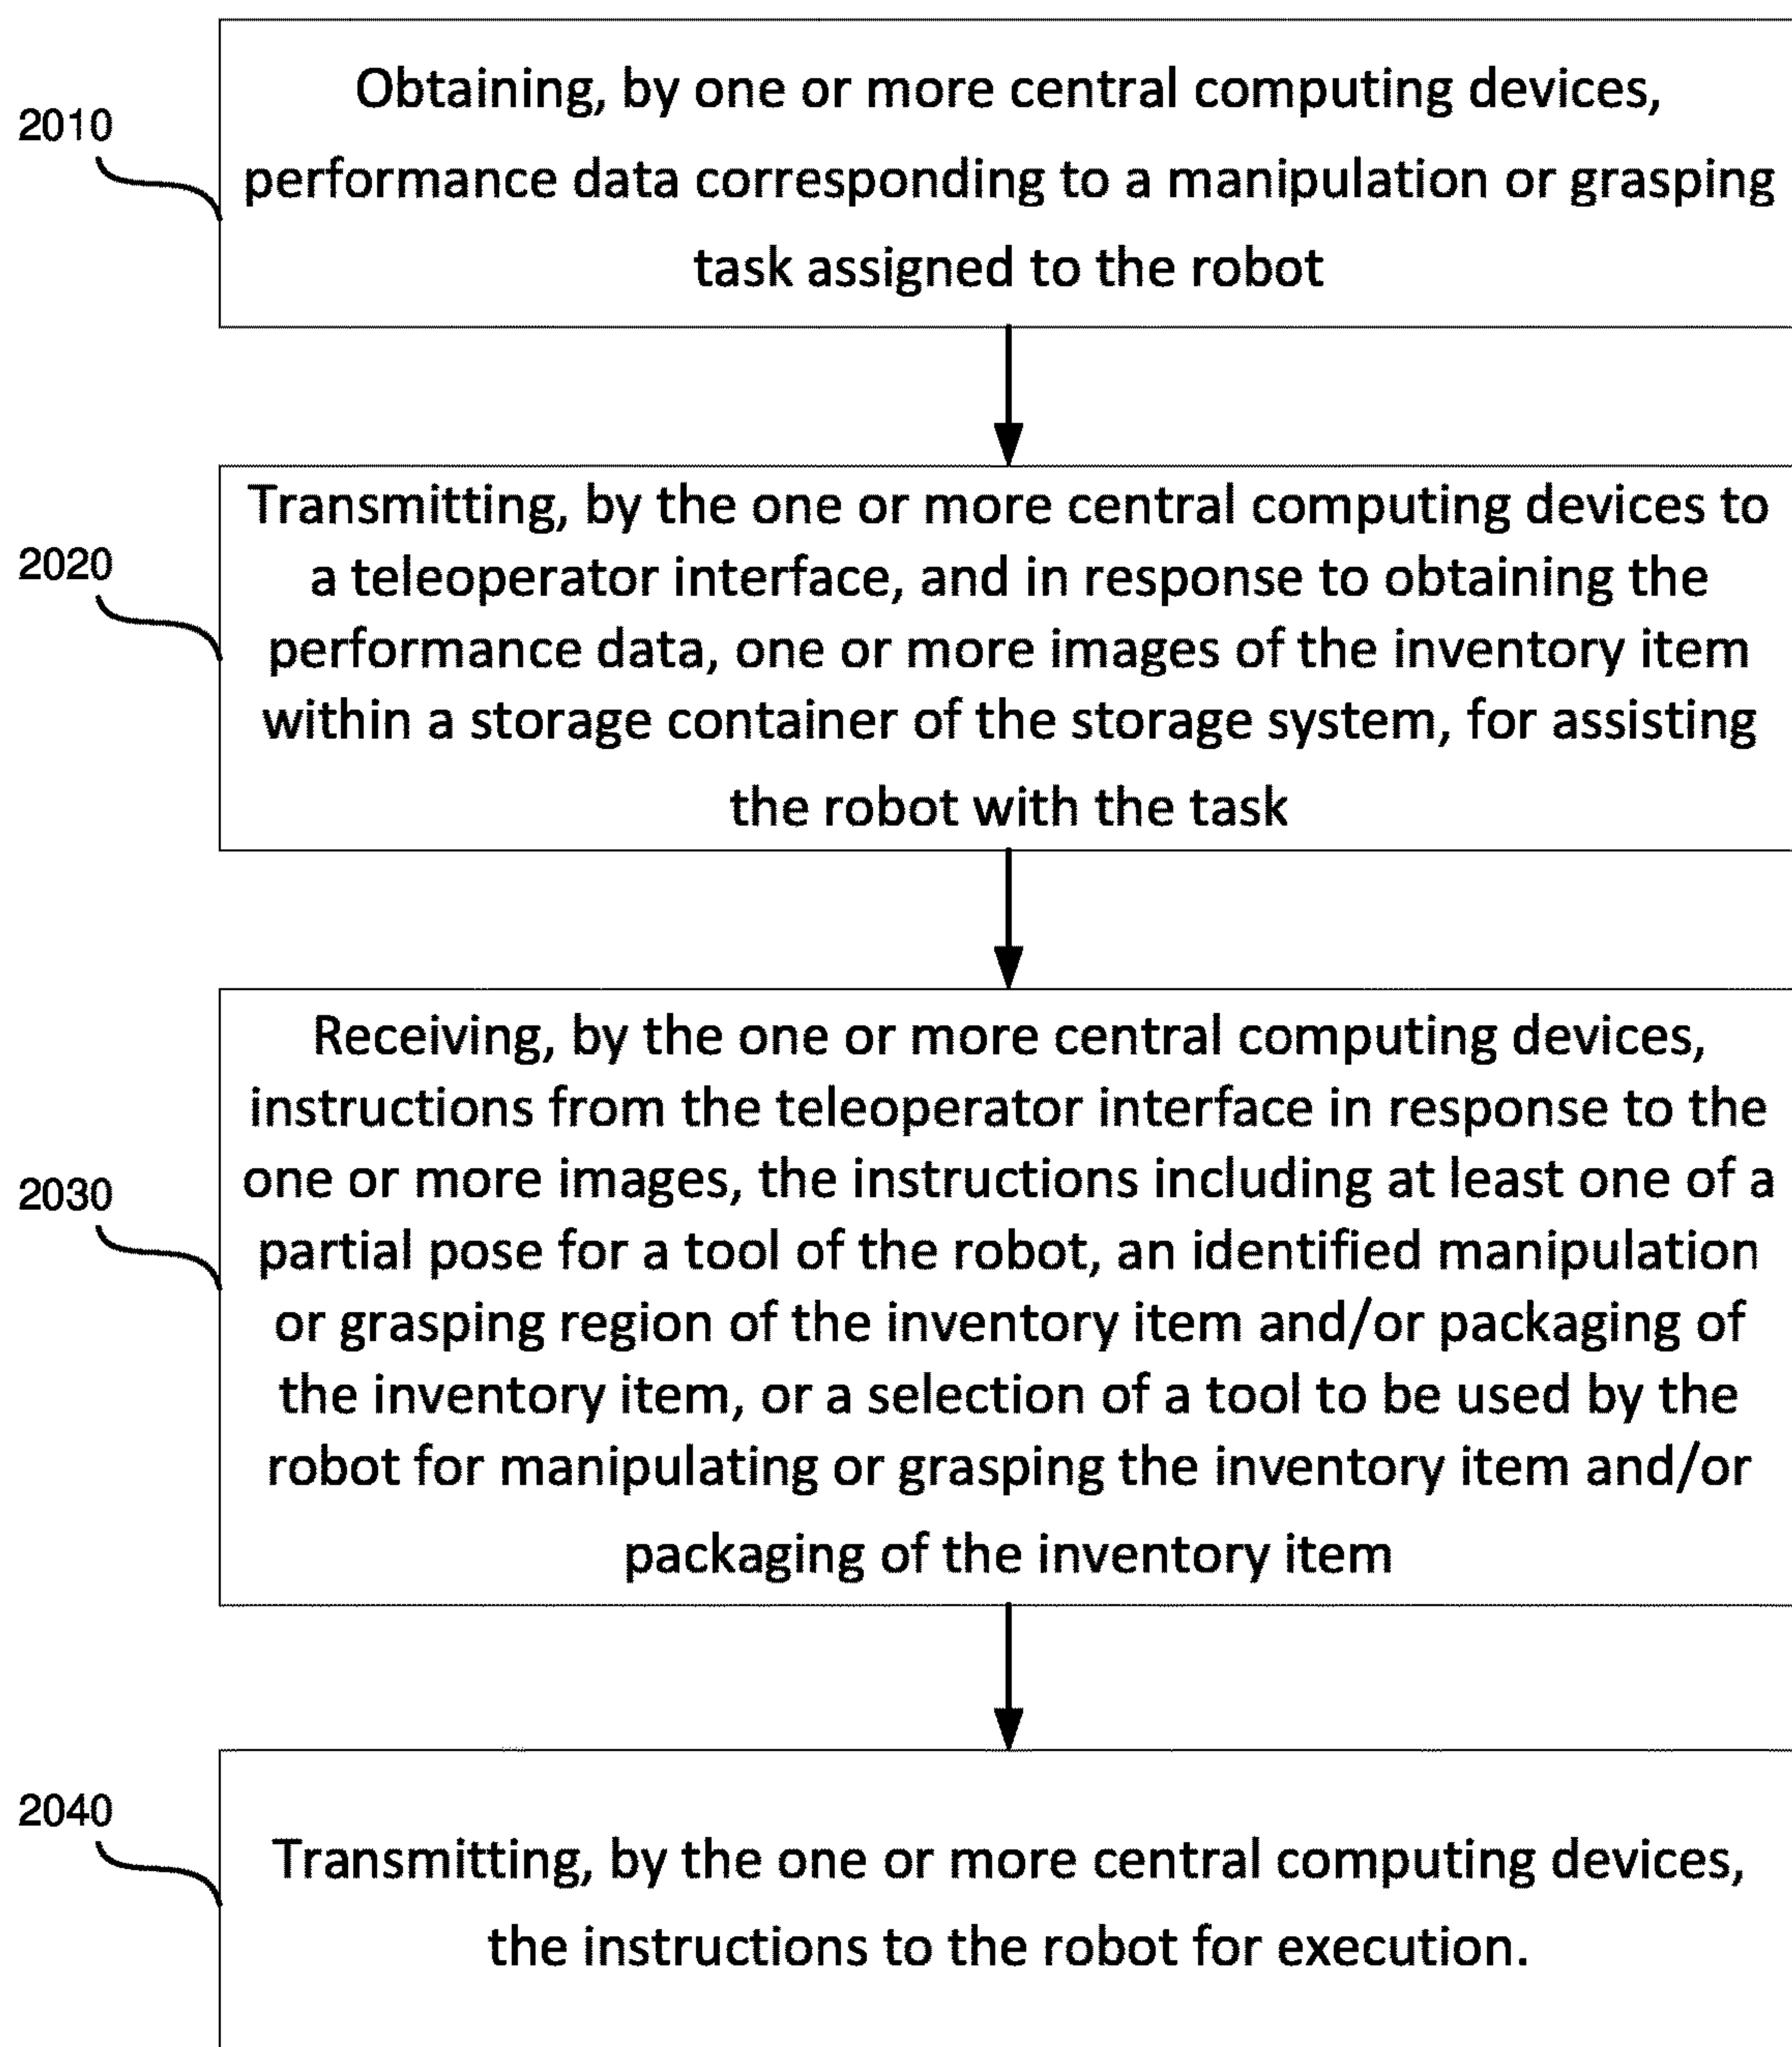 2010
Obtaining, by one or more central computing devices,
performance data corresponding to a manipulation or grasping
task assigned to the robot
2020
Transmitting, by the one or more central computing devices to
a teleoperator interface, and in response to obtaining the
performance data, one or more images of the inventory item
within a storage container of the storage system, for assisting
the robot with the task
2030
Receiving, by the one or more central computing devices,
instructions from the teleoperator interface in response to the
one or more images, the instructions including at least one of a
partial pose for a tool of the robot, an identified manipulation
or grasping region of the inventory item and/or packaging of
the inventory item, or a selection of a tool to be used by the
robot for manipulating or grasping the inventory item and/or
packaging of the inventory item
2040
Transmitting, by the one or more central computing devices,
the instructions to the robot for execution.